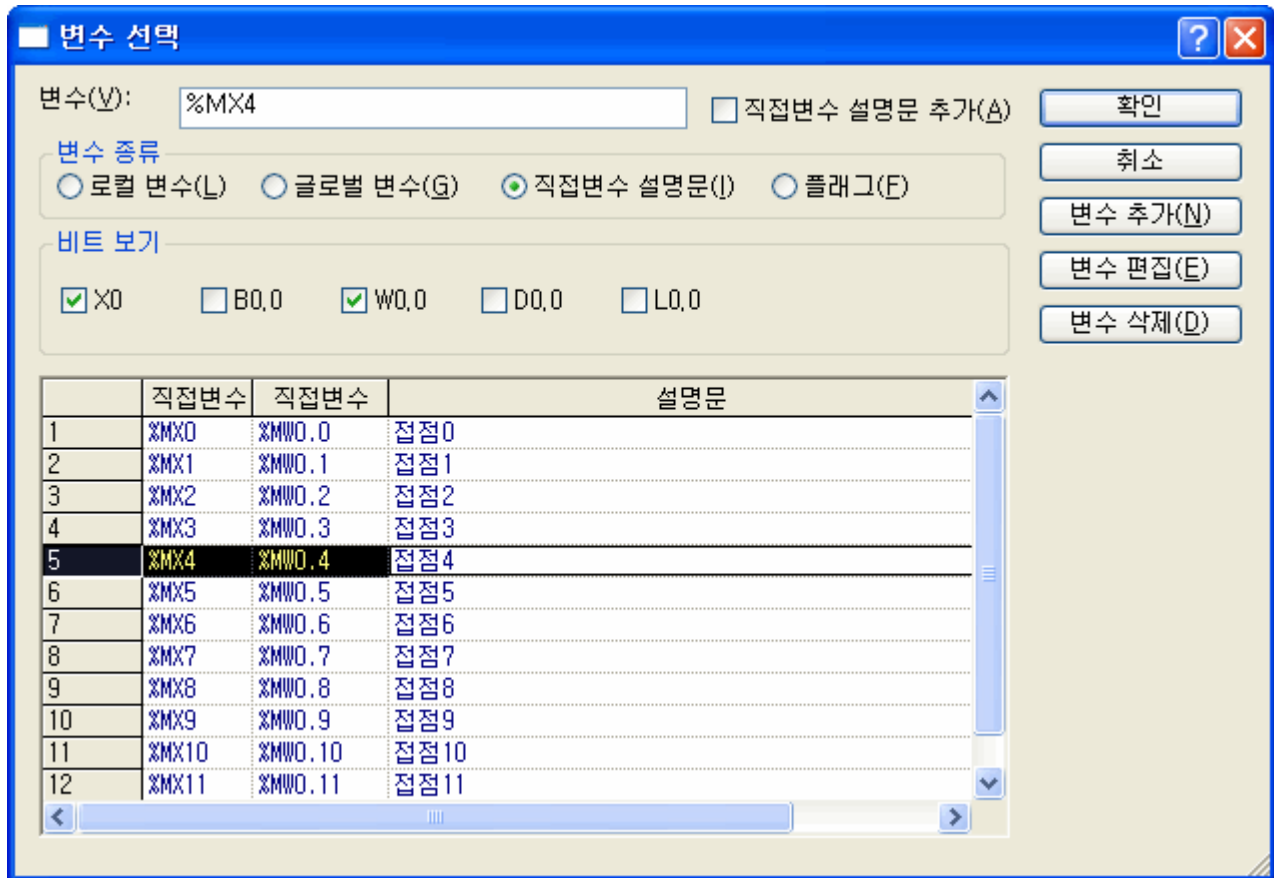 변수 선택
변수(V): %MX4 직접변수 설명문 추가(A) 확인
변수 종류
로컬 변수(L) 글로벌 변수(G) 직접변수 설명문(I) 플래그(F) 취소
변수 추가(N)
비트 보기
변수 편집(E)
X0 B0,0 W0,0 D0,0 L0,0
변수 삭제(D)
직접변수 직접변수 설명문
1 %MX0 %MW0.0 접점0
2 %MX1 %MW0.1 접점1
3 %MX2 %MW0.2 접점2
4 %MX3 %MW0.3 접점3
5 %MX4 %MW0.4 접점4
6 %MX5 %MW0.5 접점5
7 %MX6 %MW0.6 접점6
8 %MX7 %MW0.7 접점7
9 %MX8 %MW0.8 접점8
10 %MX9 %MW0.9 접점9
11 %MX10 %MW0.10 접점10
12 %MX11 %MW0.11 접점11